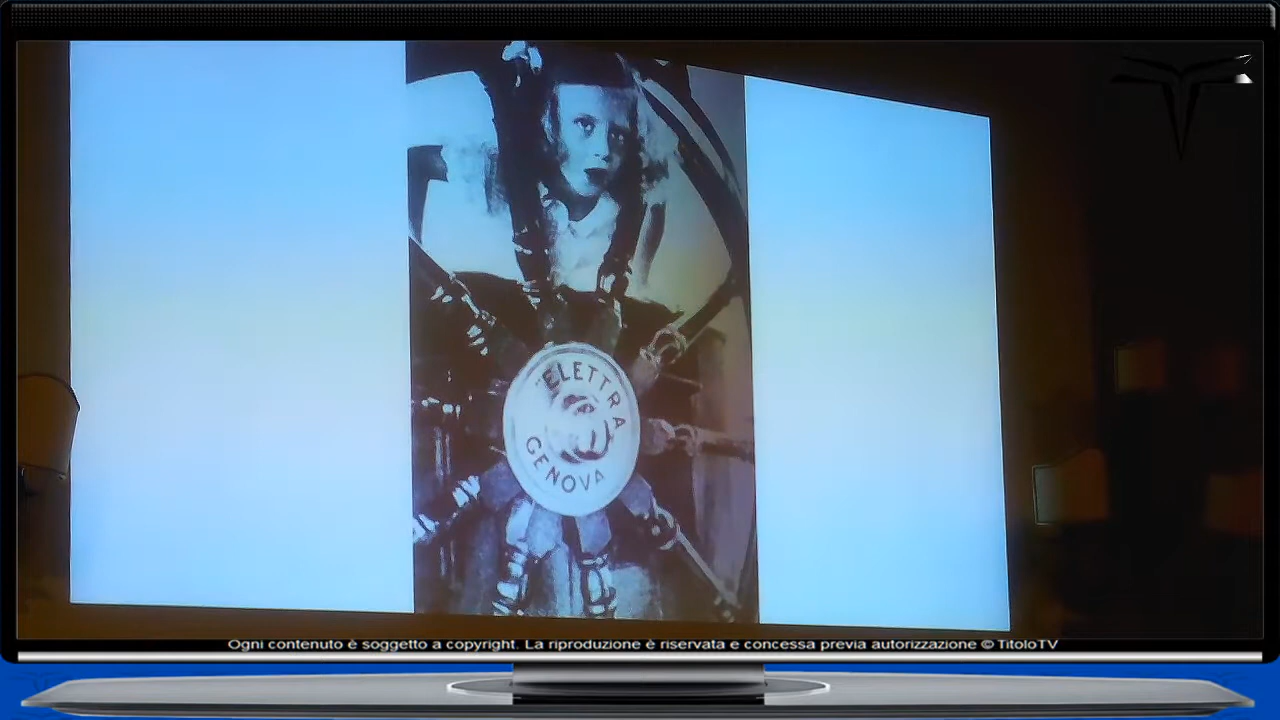 "ELETTRA
GENOVA
Ogni contenuto è soggetto a copyright. La riproduzione è riservata e concessa previa autorizzazione © TitoloTV